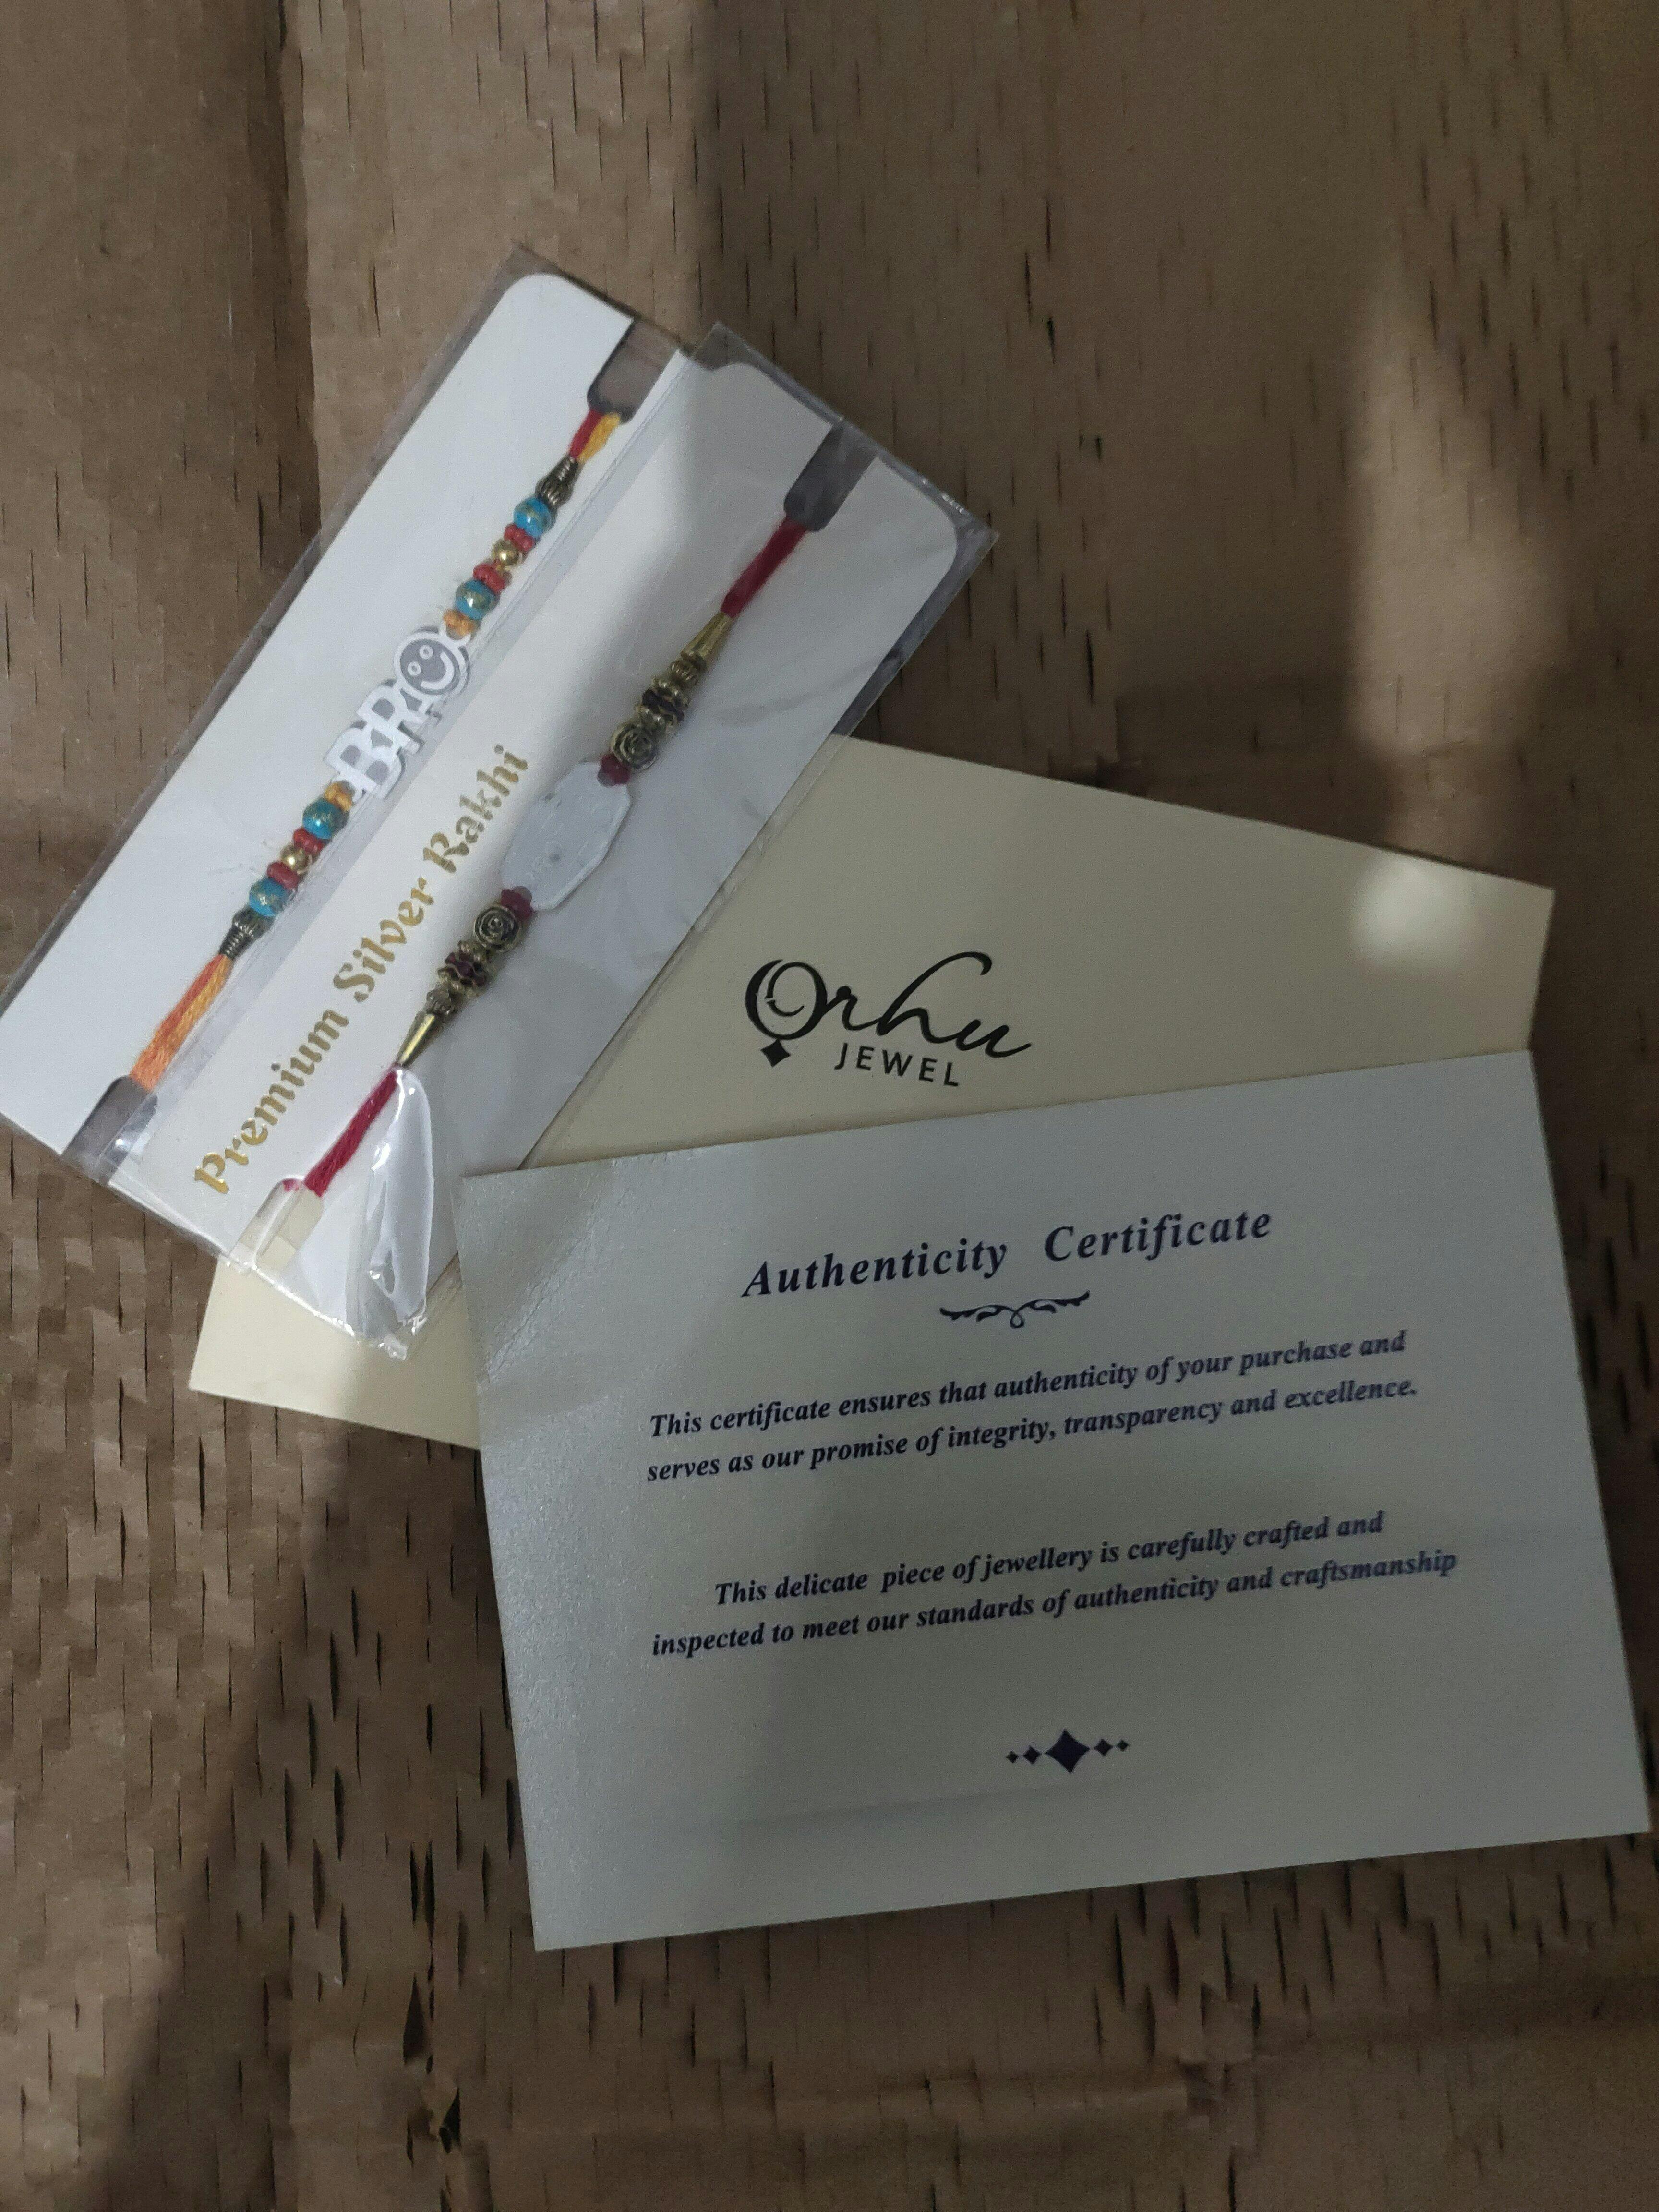 BRO
Premium Silver Rakhi
Orhu
JEWEL
Authenticity Certificate
This certificate ensures that authenticity of your purchase and
serves as our promise of integrity, transparency and excellence.
This delicate piece of jewellery is carefully crafted and
inspected to meet our standards of authenticity and craftsmanship